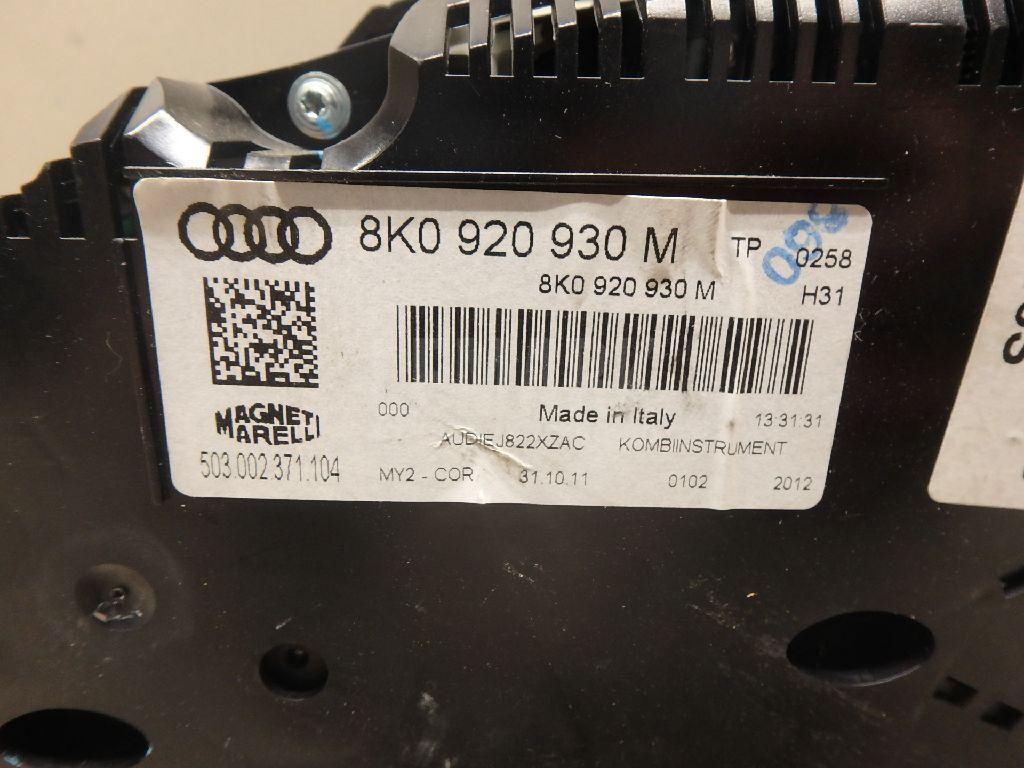 8K0 920 930 M TP 0258
8K0 920 930 M H31
000 Made in Italy 13:31:31
MAGNETI
MARELLI
AUDIEJ822XZAC KOMBIINSTRUMENT
503.002.371.104
MY2 - COR 31.10.11 0102 2012